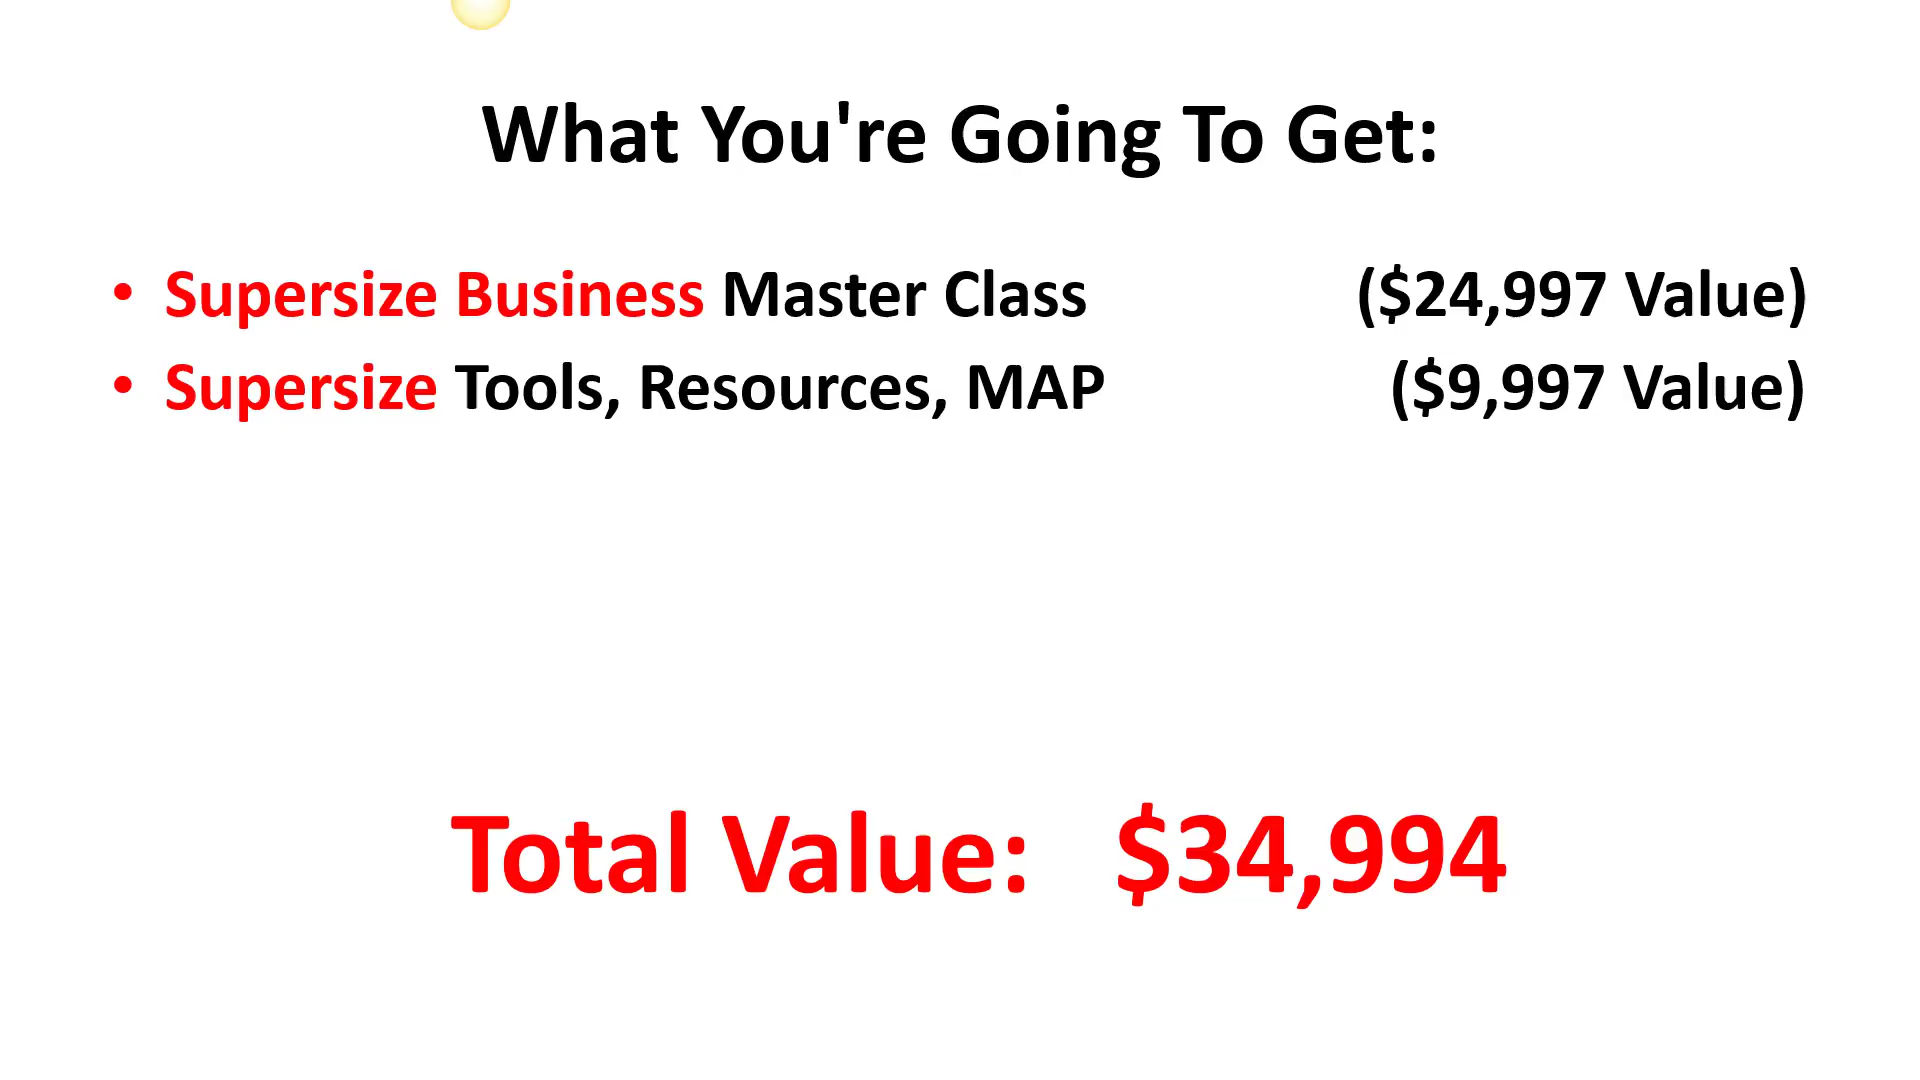 What You're Going To Get:
• Supersize Business Master Class ($24,997 Value)
• Supersize Tools, Resources, MAP ($9,997 Value)
Total Value: $34,994